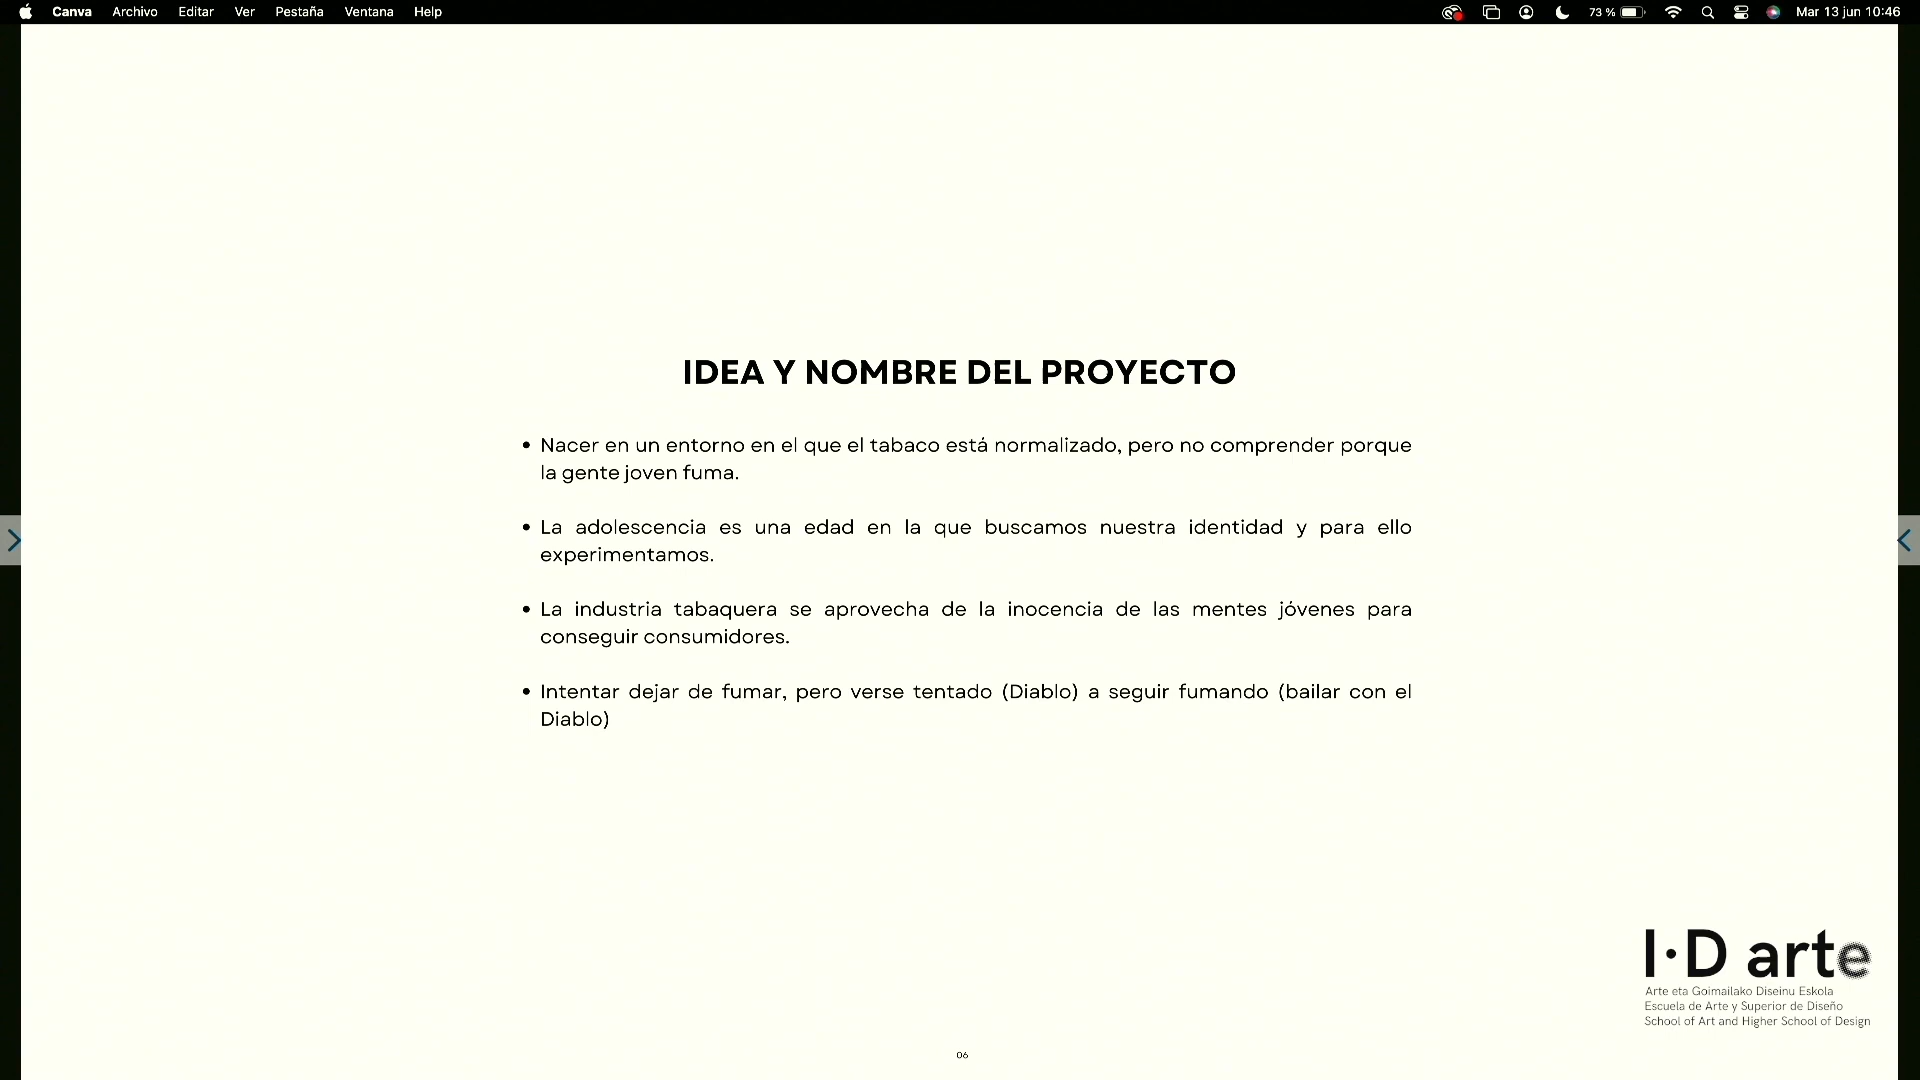 Canva Archivo Editar Ver Pestaña Ventana Help 73 % Mar 13 jun 10:46
IDEA Y NOMBRE DEL PROYECTO
• Nacer en un entorno en el que el tabaco está normalizado, pero no comprender porque
la gente joven fuma.
• La adolescencia es una edad en la que buscamos nuestra identidad y para ello
experimentamos.
• La industria tabaquera se aprovecha de la inocencia de las mentes jóvenes para
conseguir consumidores.
• Intentar dejar de fumar, pero verse tentado (Diablo) a seguir fumando (bailar con el
Diablo)
I·D arte
Arte eta Goimailako Diseinu Eskola
Escuela de Arte y Superior de Diseño
School of Art and Higher School of Design
06